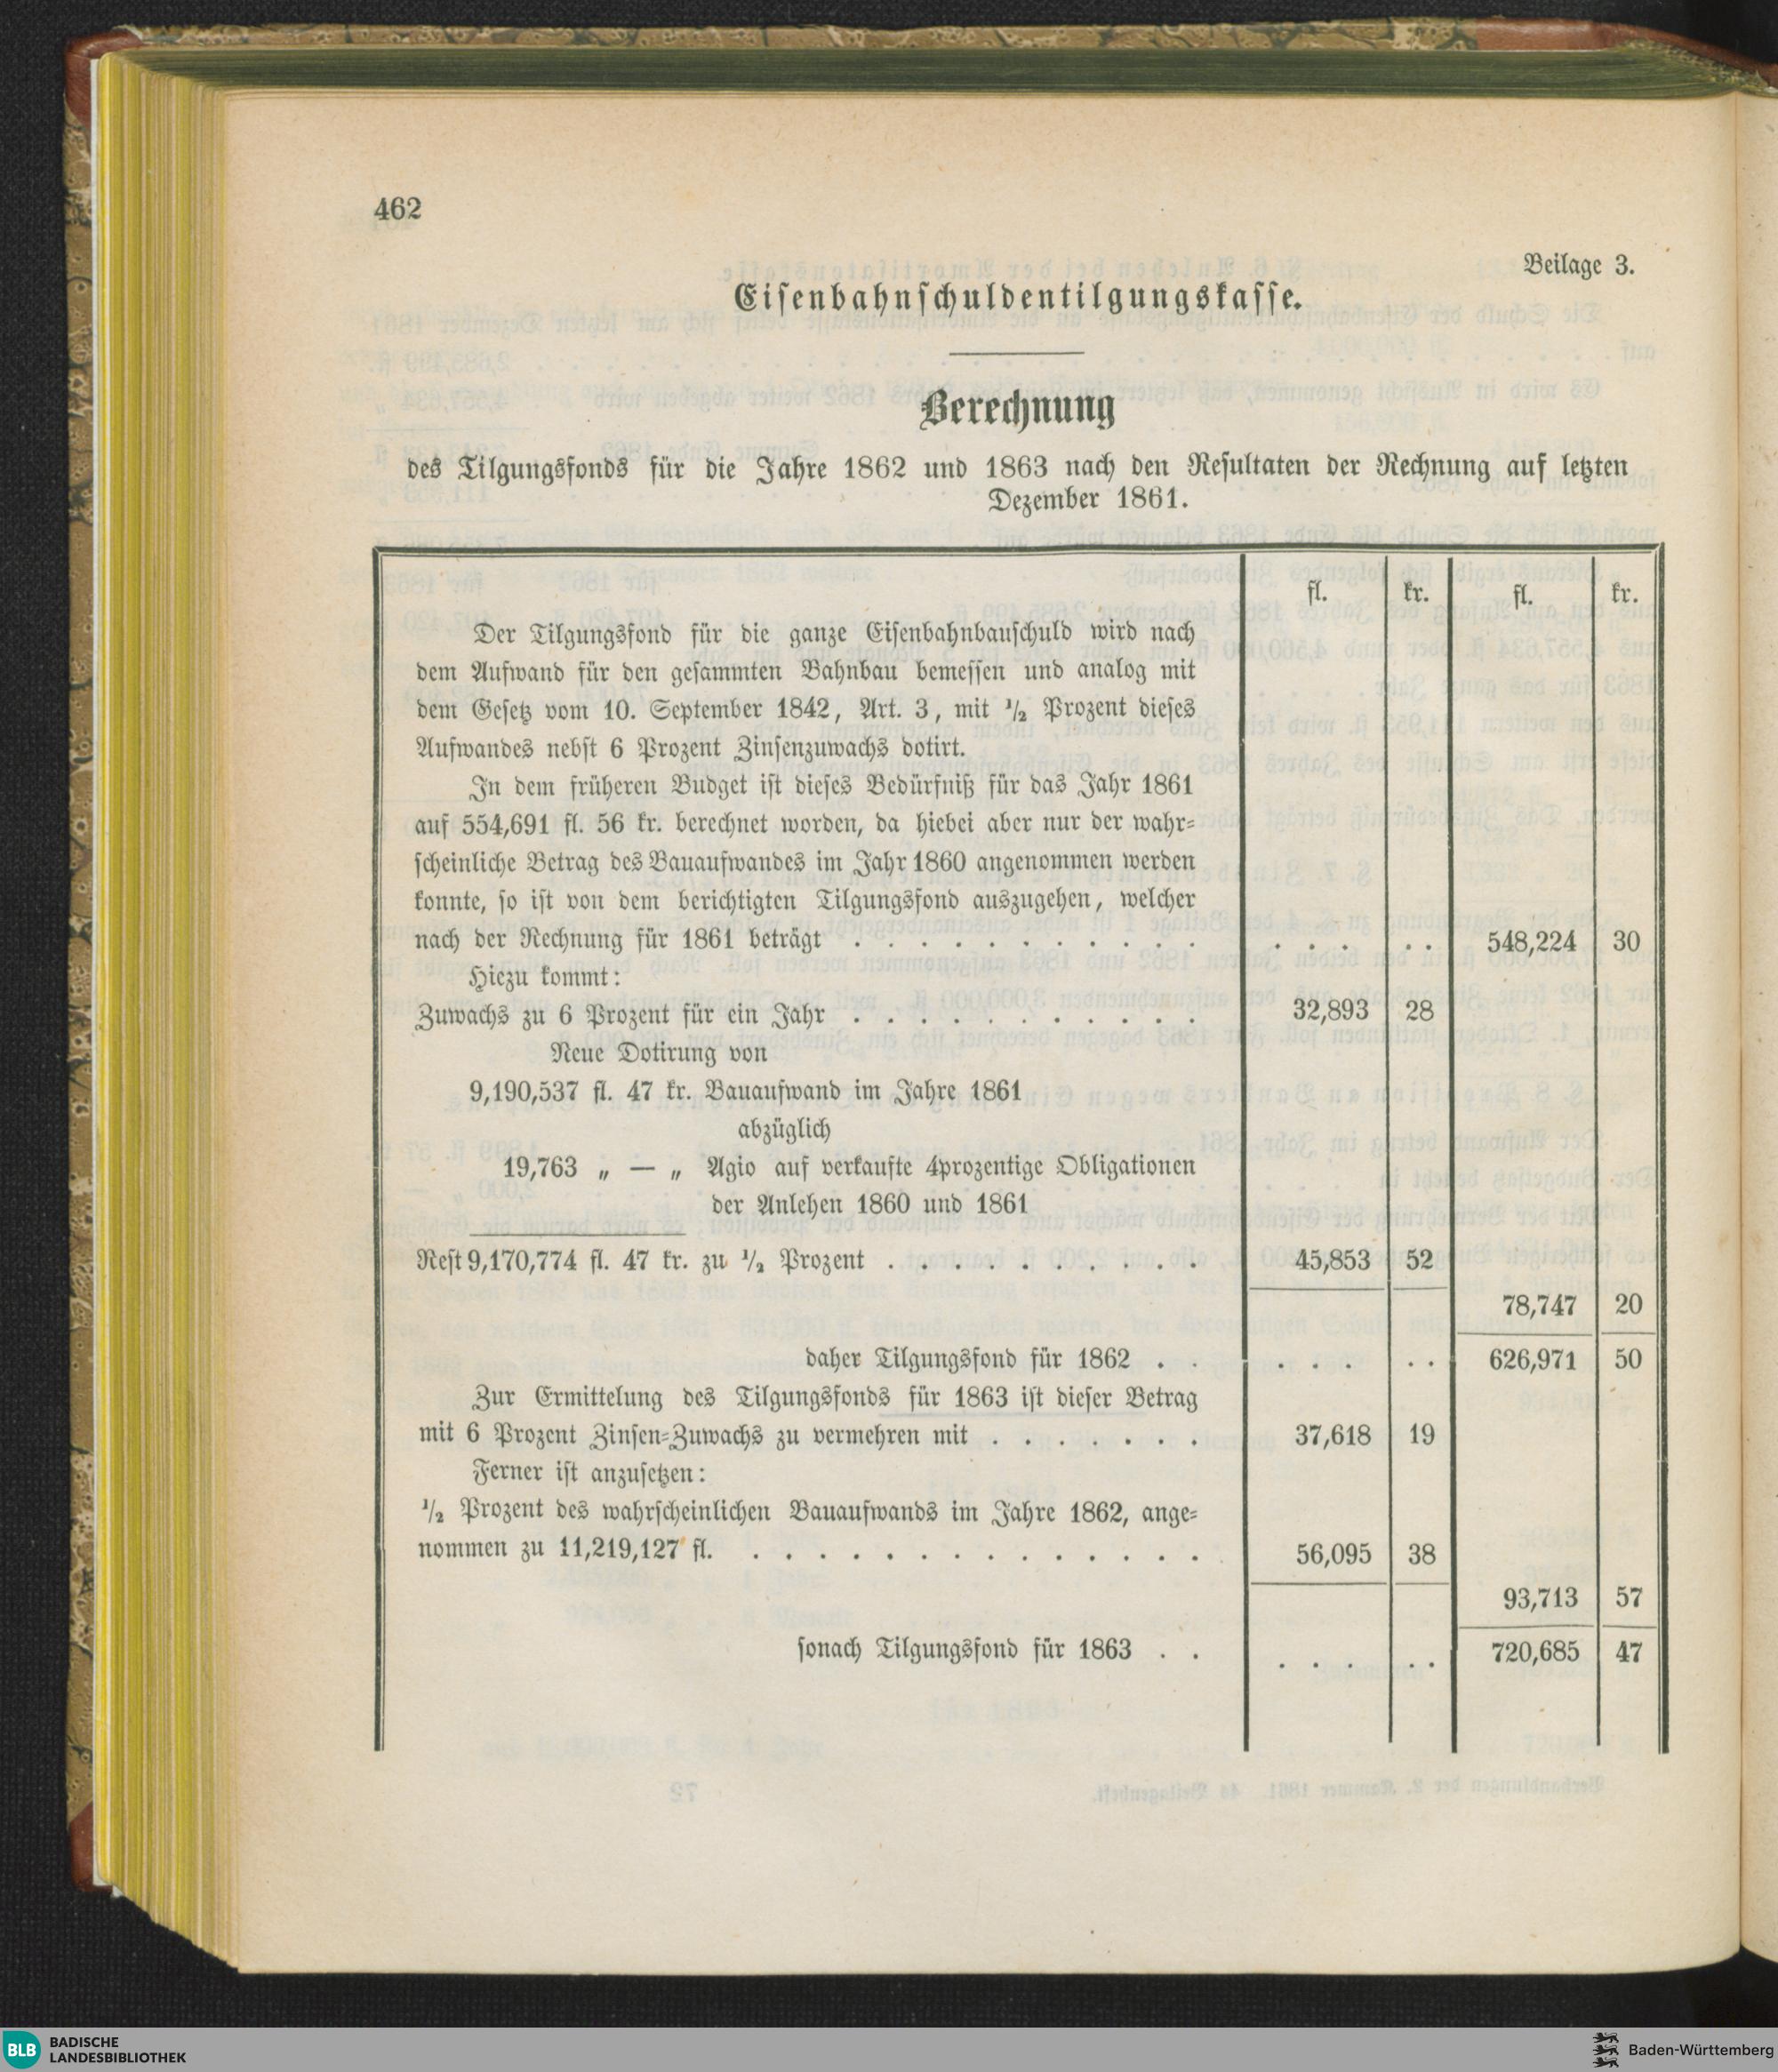 462
Beilage 3.
Eisenbahnschuldentilgungskasse.
Berechnung
des Tilgungsfonds für die Jahre 1862 und 1863 nach den Resultaten der Rechnung auf letzten
Dezember 1861.
fl. kr. fl. kr.
Der Tilgungsfond für die ganze Eisenbahnbauschuld wird nach
dem Aufwand für den gesammten Bahnbau bemessen und analog mit
dem Gesetz vom 10. September 1842, Art. 3, mit ½ Prozent dieses
Aufwandes nebst 6 Prozent Zinsenzuwachs dotirt.
In dem früheren Budget ist dieses Bedürfniß für das Jahr 1861
auf 554,691 fl. 56 kr. berechnet worden, da hiebei aber nur der wahr-
scheinliche Betrag des Bauaufwandes im Jahr 1860 angenommen werden
konnte, so ist von dem berichtigten Tilgungsfond auszugehen, welcher
nach der Rechnung für 1861 beträgt . . . . . . . . . . . . . . . . 548,224 30
Hiezu kommt:
Zuwachs zu 6 Prozent für ein Jahr . . . . . . . . . . . 32,893 28
Neue Dotirung von
9,190,537 fl. 47 kr. Bauaufwand im Jahre 1861
abzüglich
19,763 „ — „ Agio auf verkaufte 4prozentige Obligationen
der Anlehen 1860 und 1861
Rest 9,170,774 fl. 47 kr. zu ½ Prozent . . . . . . . . . . 45,853 52
78,747 20
daher Tilgungsfond für 1862 . . . . . . . 626,971 50
Zur Ermittelung des Tilgungsfonds für 1863 ist dieser Betrag
mit 6 Prozent Zinsen-Zuwachs zu vermehren mit . . . . . . . 37,618 19
Ferner ist anzusetzen:
½ Prozent des wahrscheinlichen Bauaufwands im Jahre 1862, ange-
nommen zu 11,219,127 fl. . . . . . . . . . . . . . . 56,095 38
93,713 57
sonach Tilgungsfond für 1863 . . . . . . . 720,685 47
BLB BADISCHE
LANDESBIBLIOTHEK
Baden-Württemberg